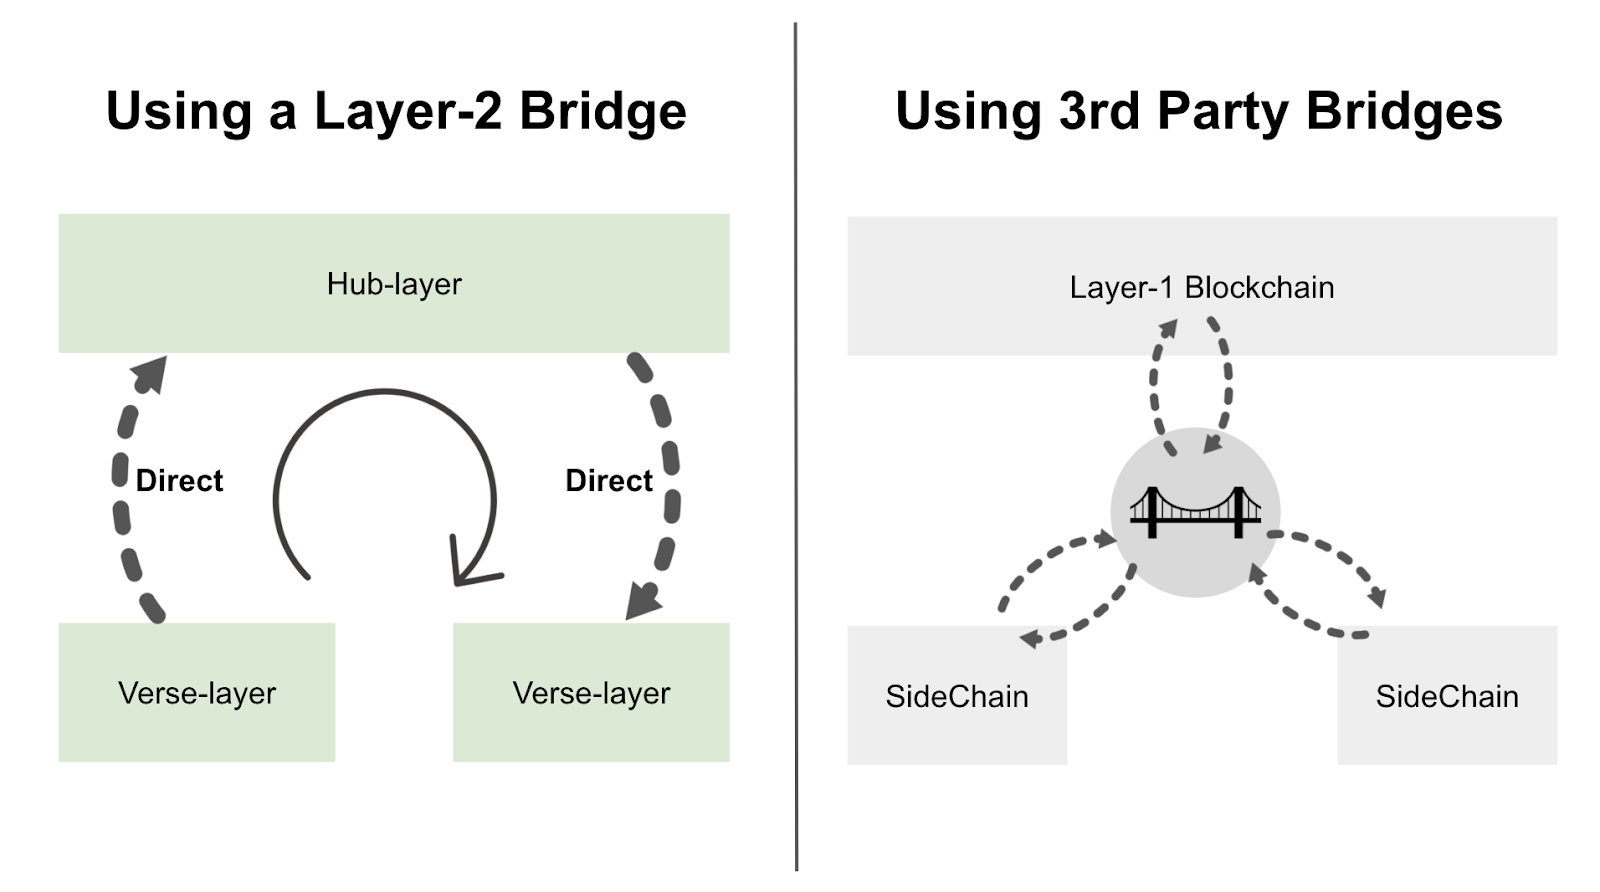 Using a Layer-2 Bridge
Hub-layer
Direct
Direct
Verse-layer
Verse-layer
Using 3rd Party Bridges
Layer-1 Blockchain
SideChain
SideChain